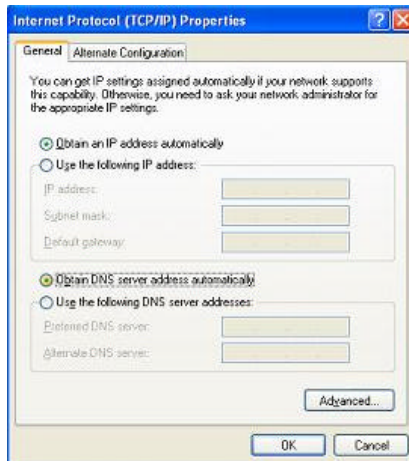 Internet Protocol (TCP/IP) Properties
General
Alternate Configuration
You can get IP settings assigned automatically if your network supports
this capability. Otherwise, you need to ask your network administrator for
the appropriate IP settings.
Obtain an IP address automatically
Use the following IP address:
IP address:
Subnet mask:
Default gateway:
Obtain DNS server address automatically
Use the following DNS server addresses:
Preferred DNS server:
Alternate DNS server:
Advanced...
OK
Cancel